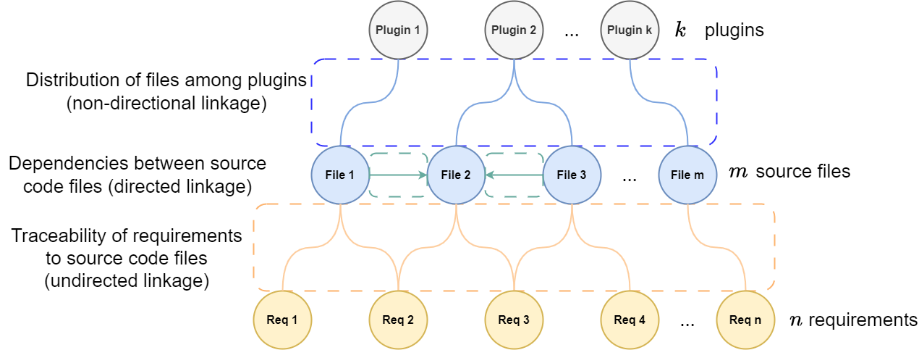 Plugin 1
Plugin 2
...
Plugin k
k plugins
Distribution of files among plugins
(non-directional linkage)
Dependencies between source
code files (directed linkage)
File 1
File 2
File 3
...
File m
m source files
Traceability of requirements
to source code files
(undirected linkage)
Req 1
Req 2
Req 3
Req 4
...
Req n
n requirements